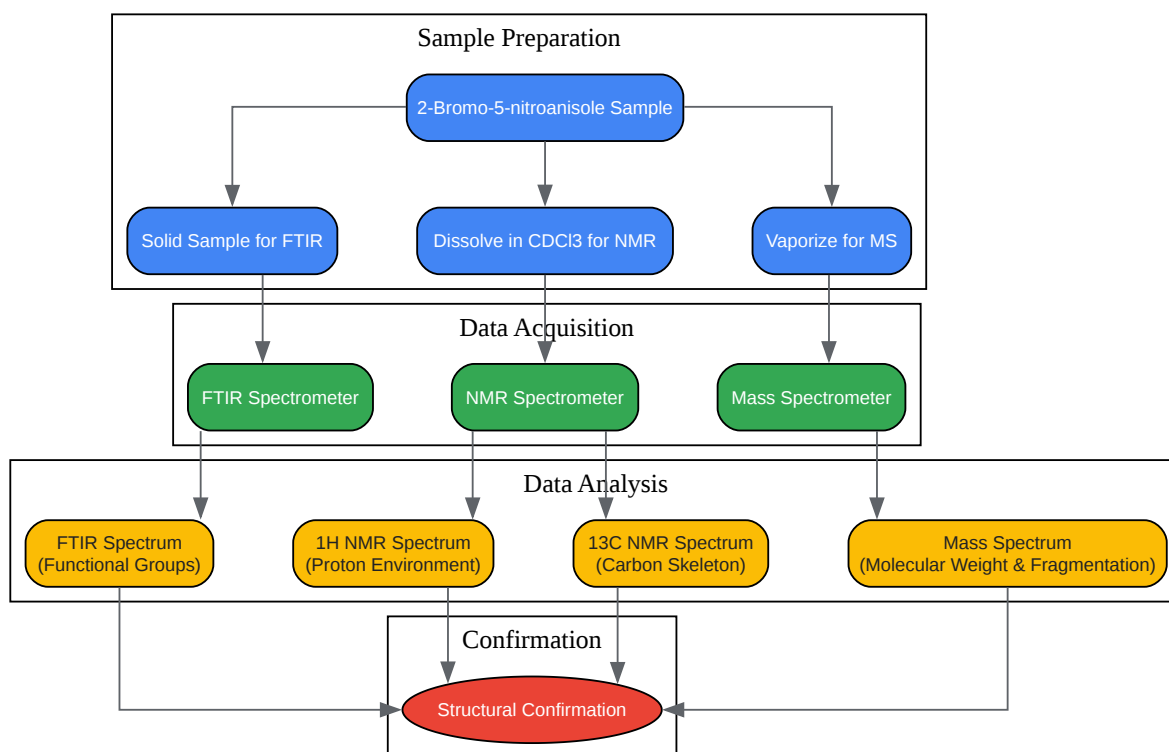 Sample Preparation
2-Bromo-5-nitroanisole Sample
Solid Sample for FTIR
Dissolve in CDCl3 for NMR
Vaporize for MS
Data Acquisition
FTIR Spectrometer
NMR Spectrometer
Mass Spectrometer
Data Analysis
FTIR Spectrum
(Functional Groups)
1H NMR Spectrum
(Proton Environment)
13C NMR Spectrum
(Carbon Skeleton)
Mass Spectrum
(Molecular Weight & Fragmentation)
Confirmation
Structural Confirmation